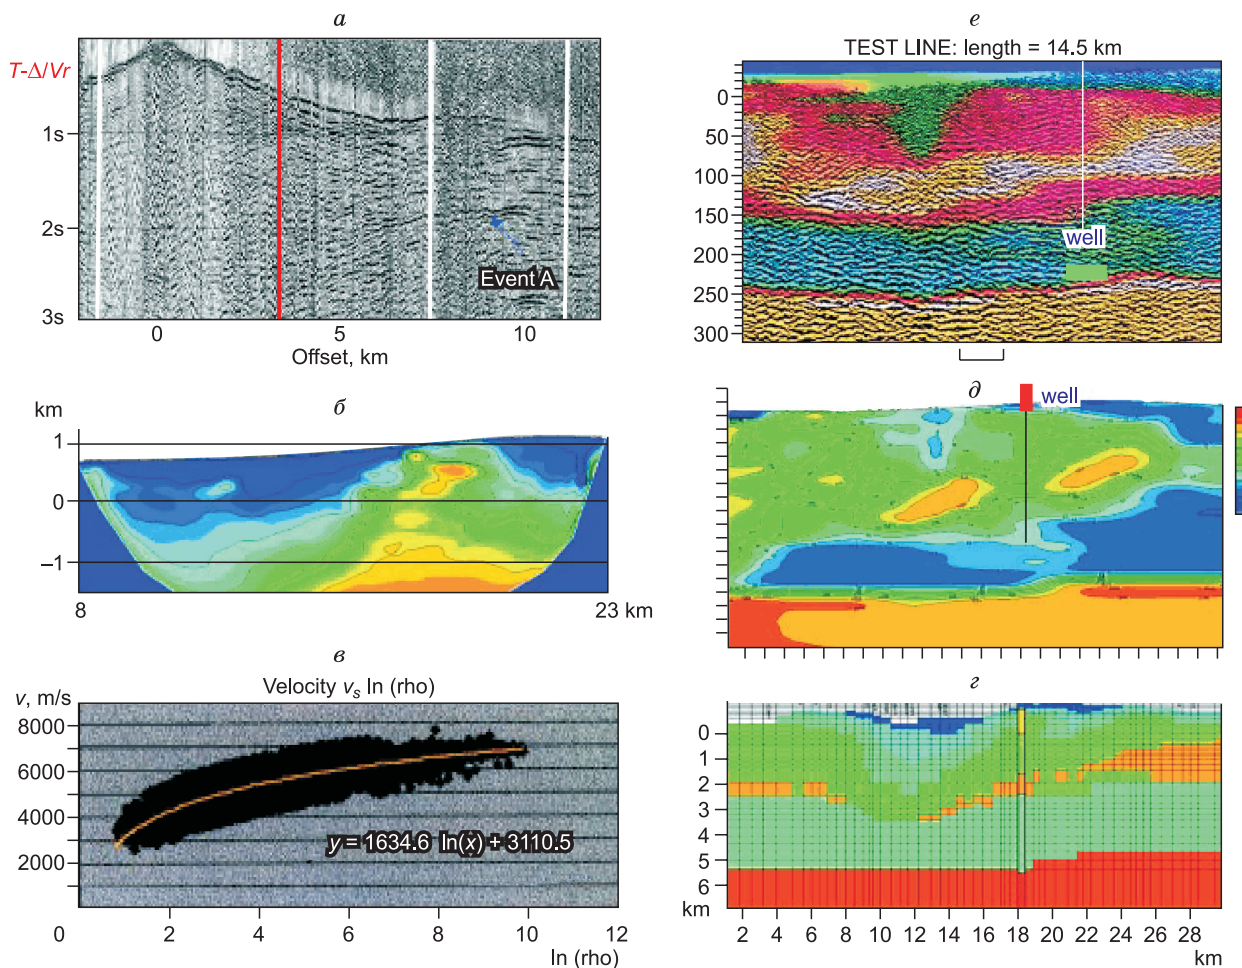 а
T-Δ/Vr
1s
2s
3s
Event A
0 5 10
Offset, km
б
km
1
0
–1
8 23 km
в
Velocity vₛ ln (rho)
v, m/s
8000
6000
4000
2000
y = 1634.6 ln(x) + 3110.5
0 2 4 6 8 10 12
ln (rho)
е
TEST LINE: length = 14.5 km
0
50
100
150
200
250
300
well
д
well
г
0
1
2
3
4
5
6
km
2 4 6 8 10 12 14 16 18 20 22 24 26 28
km